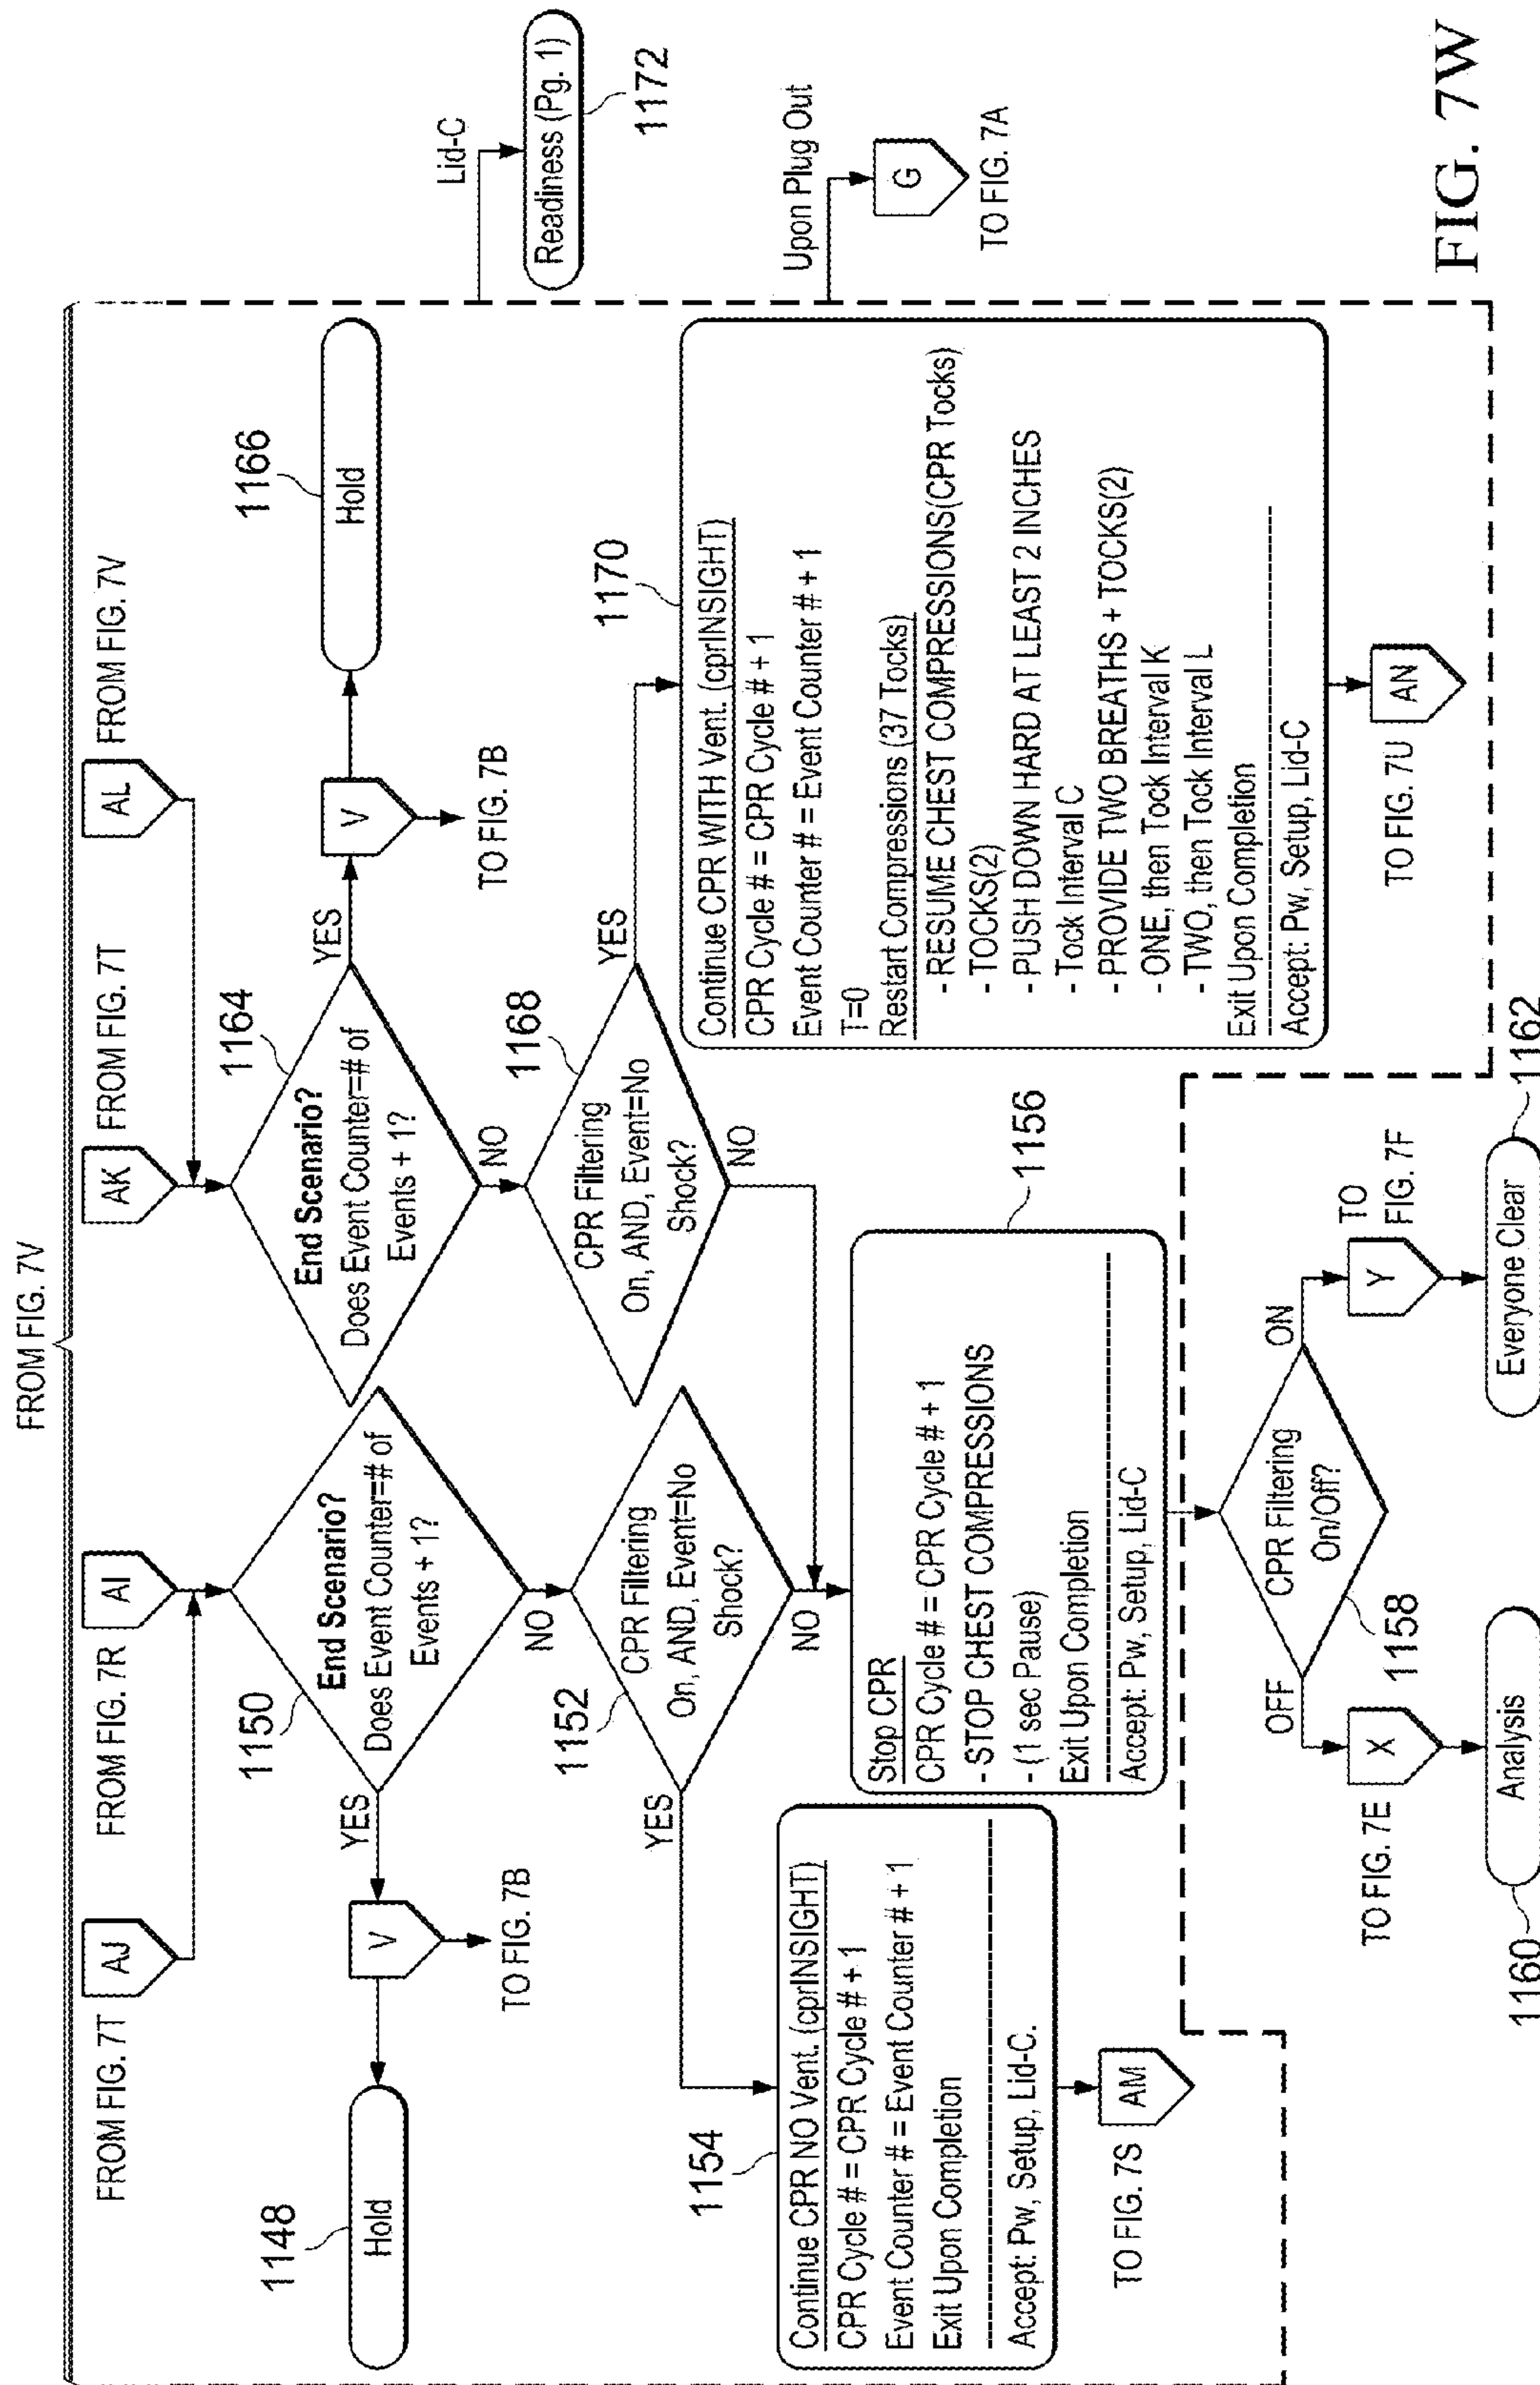 FROM FIG. 7V
FROM FIG. 7T
AJ
FROM FIG. 7R
AI
AK
FROM FIG. 7T
AL
FROM FIG. 7V
1148
Hold
V
TO FIG. 7B
YES
1150
End Scenario?
Does Event Counter=# of
Events + 1?
NO
1164
End Scenario?
Does Event Counter=# of
Events + 1?
YES
NO
V
TO FIG. 7B
1166
Hold
Lid-C
Readiness (Pg. 1)
1172
1152
CPR Filtering
On, AND, Event=No
Shock?
YES
NO
1168
CPR Filtering
On, AND, Event=No
Shock?
YES
NO
Upon Plug Out
G
TO FIG. 7A
1154
Continue CPR NO Vent. (cprINSIGHT)
CPR Cycle # = CPR Cycle # + 1
Event Counter # = Event Counter # + 1
Exit Upon Completion
Accept: Pw, Setup, Lid-C.
AM
TO FIG. 7S
1156
Stop CPR
CPR Cycle # = CPR Cycle # + 1
- STOP CHEST COMPRESSIONS
- (1 sec Pause)
Exit Upon Completion
Accept: Pw, Setup, Lid-C
1170
Continue CPR WITH Vent. (cprINSIGHT)
CPR Cycle # = CPR Cycle # + 1
Event Counter # = Event Counter # + 1
T=0
Restart Compressions (37 Tocks)
- RESUME CHEST COMPRESSIONS(CPR Tocks)
- TOCKS(2)
- PUSH DOWN HARD AT LEAST 2 INCHES
- Tock Interval C
- PROVIDE TWO BREATHS + TOCKS(2)
- ONE, then Tock Interval K
- TWO, then Tock Interval L
Exit Upon Completion
Accept: Pw, Setup, Lid-C
AN
TO FIG. 7U
CPR Filtering
On/Off?
1158
OFF
ON
X
TO FIG. 7E
Y
TO
FIG. 7F
Analysis
1160
Everyone Clear
1162
FIG. 7W